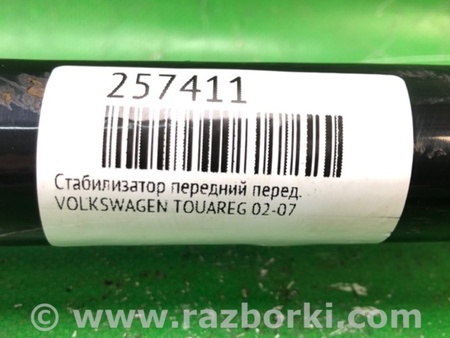 257411
Стабилизатор передний перед.
VOLKSWAGEN TOUAREG 02-07
www.razborki.com